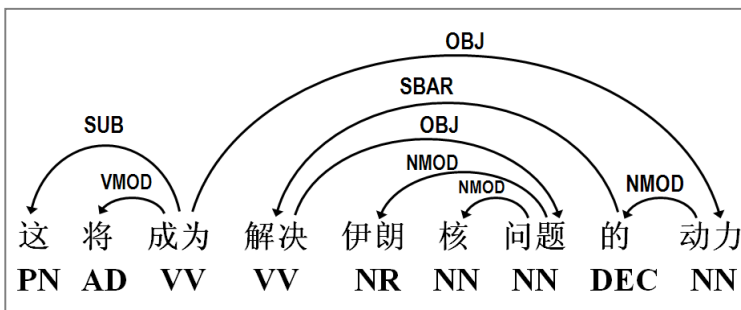 OBJ
SBAR
SUB OBJ
VMOD NMOD NMOD NMOD
这 将 成为 解决 伊朗 核 问题 的 动力
PN AD VV VV NR NN NN DEC NN